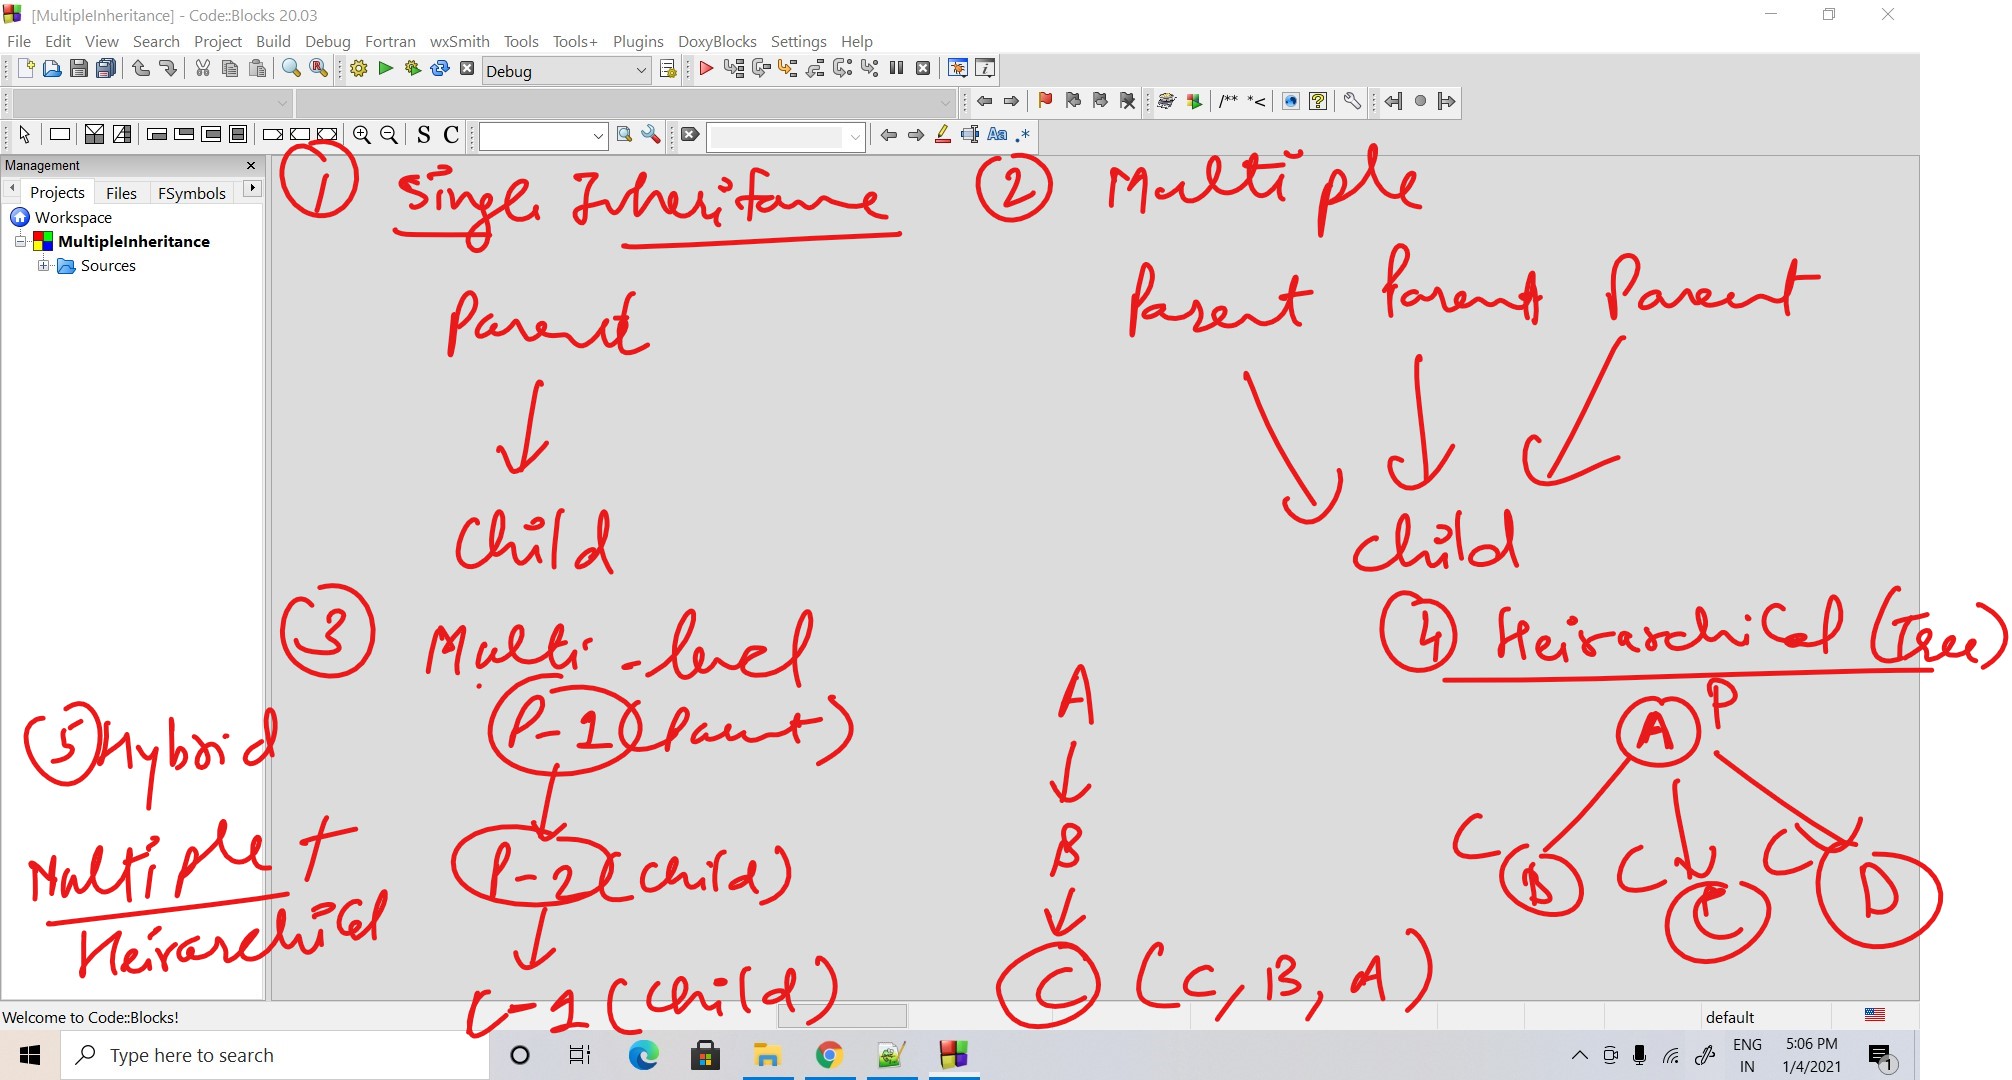 [MultipleInheritance] - Code::Blocks 20.03
File Edit View Search Project Build Debug Fortran wxSmith Tools Tools+ Plugins DoxyBlocks Settings Help
Debug
/** *<
S C
Aa .*
Management
Projects Files FSymbols
Workspace
MultipleInheritance
Sources
1 Single Inheritance
Parent
Child
2 Multiple
Parent Parent Parent
Child
3 Multi-level
P-1 (Parent)
P-2 (Child)
C-1 (Child)
A
B
C (C, B, A)
4 Heirarchical (Tree)
A P
C B C C C D
5 Hybrid
Multiple +
Heirarchical
Welcome to Code::Blocks!
default
Type here to search
ENG
IN
5:06 PM
1/4/2021
1